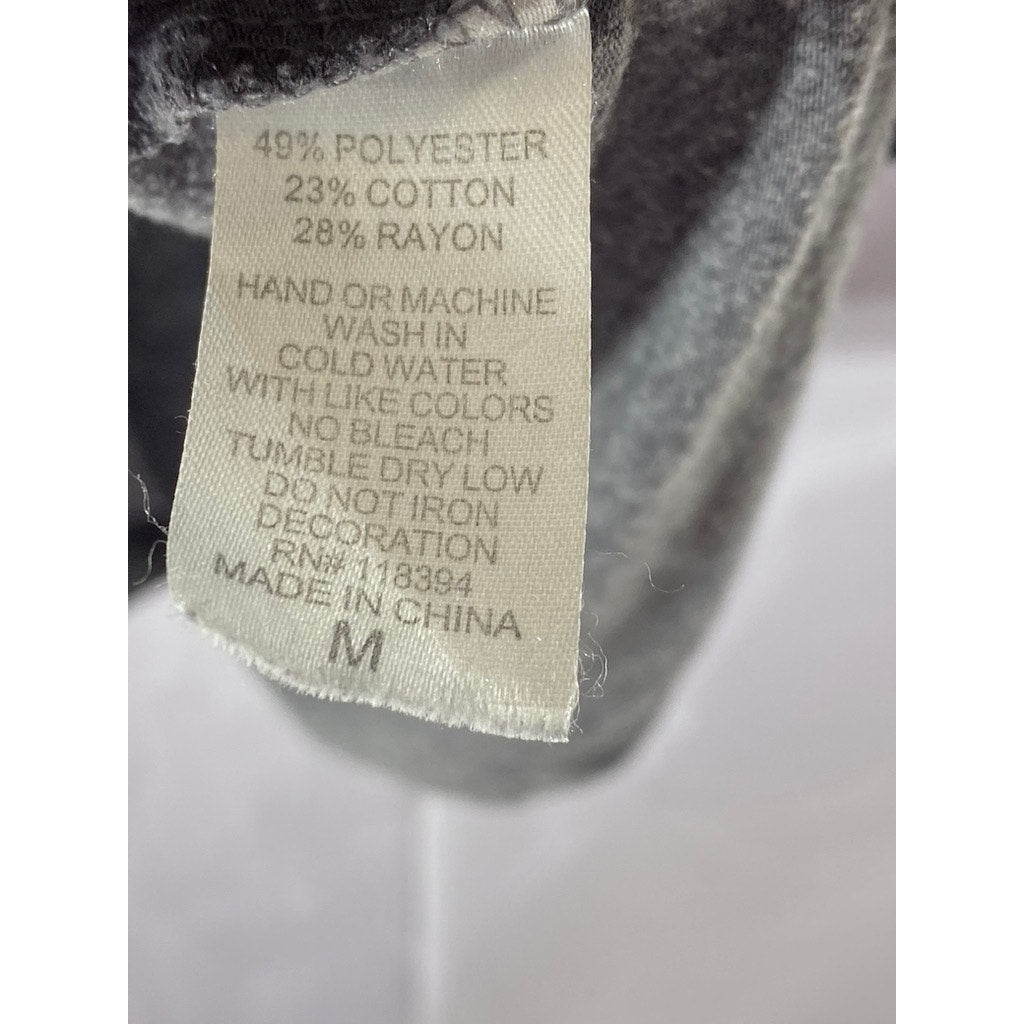 49% POLYESTER
23% COTTON
28% RAYON
HAND OR MACHINE
WASH IN
COLD WATER
WITH LIKE COLORS
NO BLEACH
TUMBLE DRY LOW
DO NOT IRON
DECORATION
RN# 118394
MADE IN CHINA
M